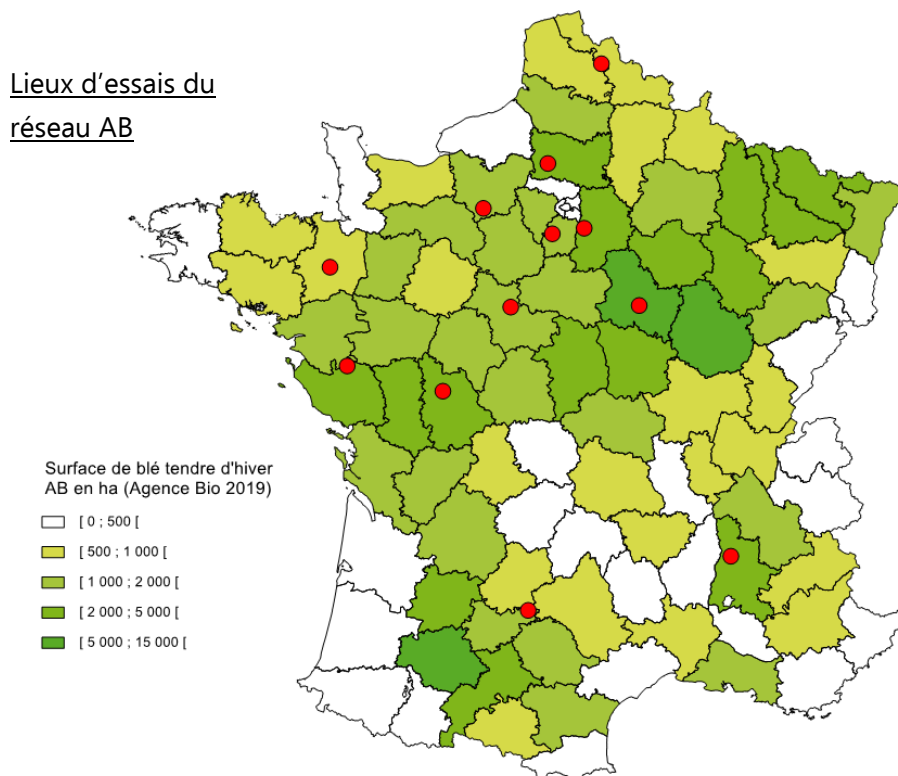 Lieux d'essais du
réseau AB
Surface de blé tendre d'hiver
AB en ha (Agence Bio 2019)
[ 0 ; 500 [
[ 500 ; 1 000 [
[ 1 000 ; 2 000 [
[ 2 000 ; 5 000 [
[ 5 000 ; 15 000 [